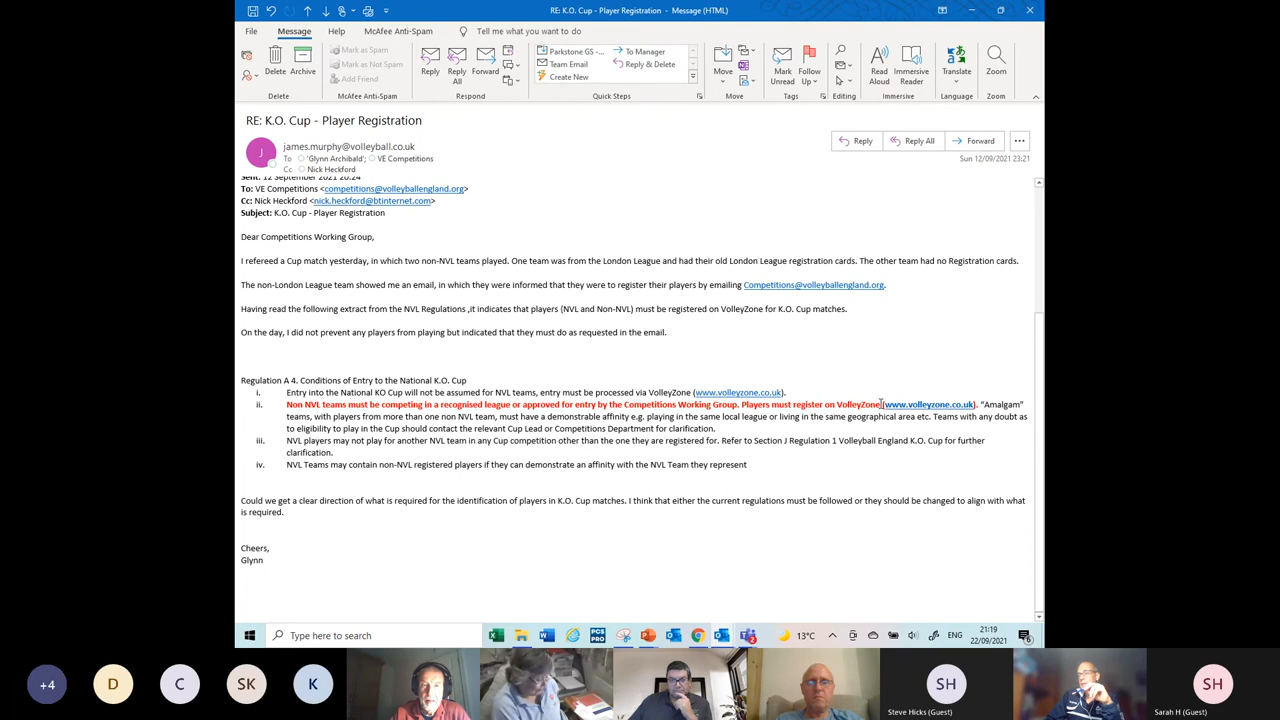 RE: K.O. Cup - Player Registration - Message (HTML)
File Message Help McAfee Anti-Spam Tell me what you want to do
Delete Archive
Mark as Spam
Mark as Not Spam
Add Friend
Reply Reply All Forward
Parkstone GS -...
Team Email
Create New
To Manager
Reply & Delete
Move
Mark Unread Follow Up
Read Aloud Immersive Reader
Translate
Zoom
Delete McAfee Anti-Spam Respond Quick Steps Move Tags Editing Immersive Language Zoom
RE: K.O. Cup - Player Registration
J
james.murphy@volleyball.co.uk
To 'Glynn Archibald'; VE Competitions
Cc Nick Heckford
Reply Reply All Forward
Sun 12/09/2021 23:21
Sent: 12 September 2021 20:24
To: VE Competitions <competitions@volleyballengland.org>
Cc: Nick Heckford <nick.heckford@btinternet.com>
Subject: K.O. Cup - Player Registration
Dear Competitions Working Group,
I refereed a Cup match yesterday, in which two non-NVL teams played. One team was from the London League and had their old London League registration cards. The other team had no Registration cards.
The non-London League team showed me an email, in which they were informed that they were to register their players by emailing Competitions@volleyballengland.org.
Having read the following extract from the NVL Regulations ,it indicates that players (NVL and Non-NVL) must be registered on VolleyZone for K.O. Cup matches.
On the day, I did not prevent any players from playing but indicated that they must do as requested in the email.
Regulation A 4. Conditions of Entry to the National K.O. Cup
i. Entry into the National KO Cup will not be assumed for NVL teams, entry must be processed via VolleyZone (www.volleyzone.co.uk).
ii. Non NVL teams must be competing in a recognised league or approved for entry by the Competitions Working Group. Players must register on VolleyZone (www.volleyzone.co.uk). “Amalgam”
teams, with players from more than one non NVL team, must have a demonstrable affinity e.g. playing in the same local league or living in the same geographical area etc. Teams with any doubt as
to eligibility to play in the Cup should contact the relevant Cup Lead or Competitions Department for clarification.
iii. NVL players may not play for another NVL team in any Cup competition other than the one they are registered for. Refer to Section J Regulation 1 Volleyball England K.O. Cup for further
clarification.
iv. NVL Teams may contain non-NVL registered players if they can demonstrate an affinity with the NVL Team they represent
Could we get a clear direction of what is required for the identification of players in K.O. Cup matches. I think that either the current regulations must be followed or they should be changed to align with what
is required.
Cheers,
Glynn
Type here to search
PCS PRO
2
13°C
ENG
21:19
22/09/2021
6
+4 D C SK K SH SH
Steve Hicks (Guest) Sarah H (Guest)